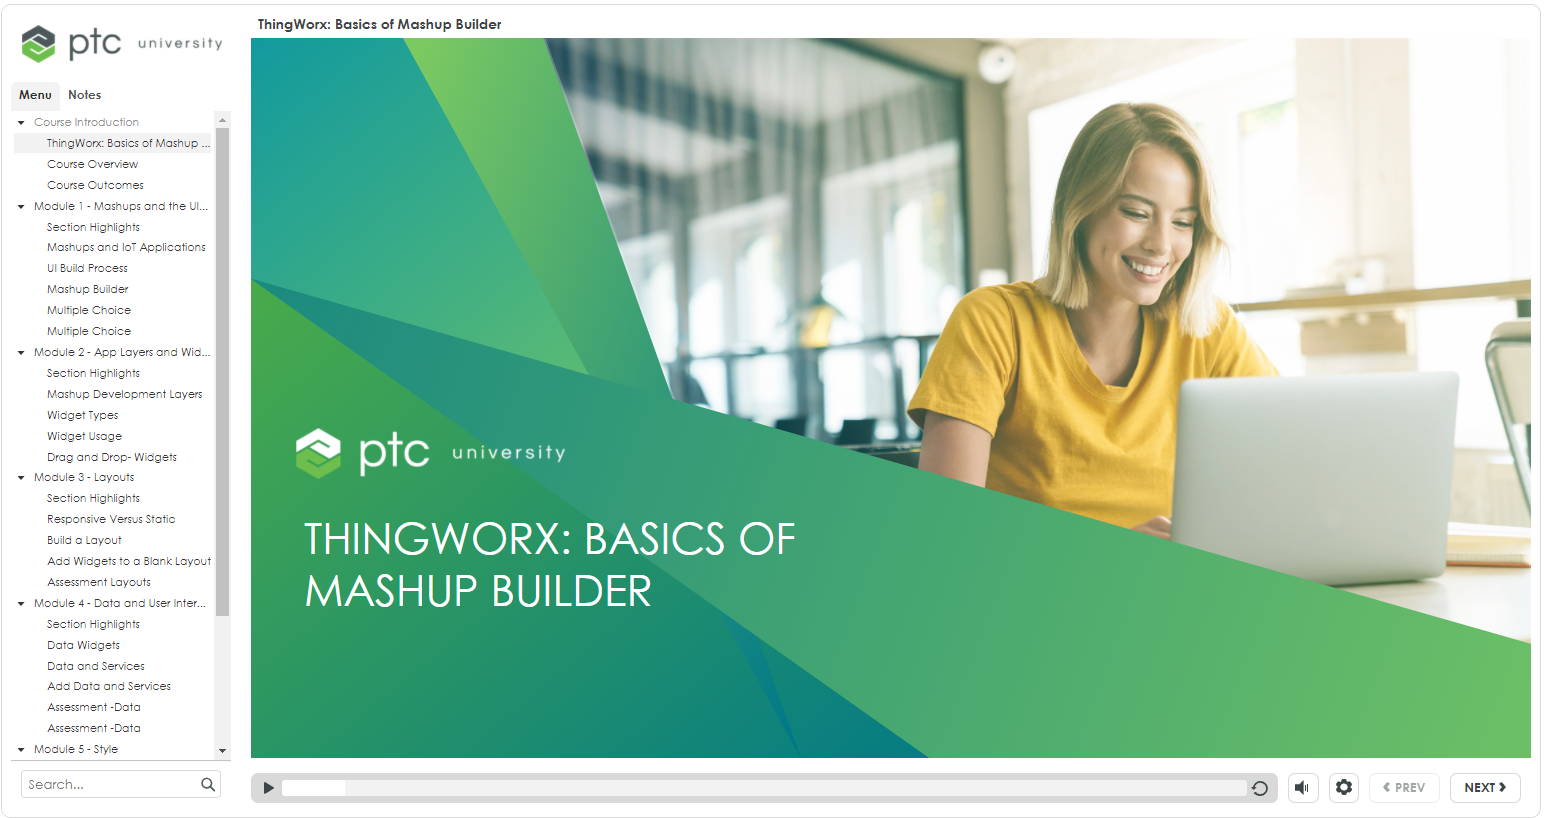 ptc university
ThingWorx: Basics of Mashup Builder
Menu
Notes
Course Introduction
ThingWorx: Basics of Mashup ...
Course Overview
Course Outcomes
Module 1 - Mashups and the UI...
Section Highlights
Mashups and IoT Applications
UI Build Process
Mashup Builder
Multiple Choice
Multiple Choice
Module 2 - App Layers and Wid...
Section Highlights
Mashup Development Layers
Widget Types
Widget Usage
Drag and Drop- Widgets
Module 3 - Layouts
Section Highlights
Responsive Versus Static
Build a Layout
Add Widgets to a Blank Layout
Assessment Layouts
Module 4 - Data and User Inter...
Section Highlights
Data Widgets
Data and Services
Add Data and Services
Assessment -Data
Assessment -Data
Module 5 - Style
Search...
ptc university
THINGWORX: BASICS OF
MASHUP BUILDER
PREV
NEXT